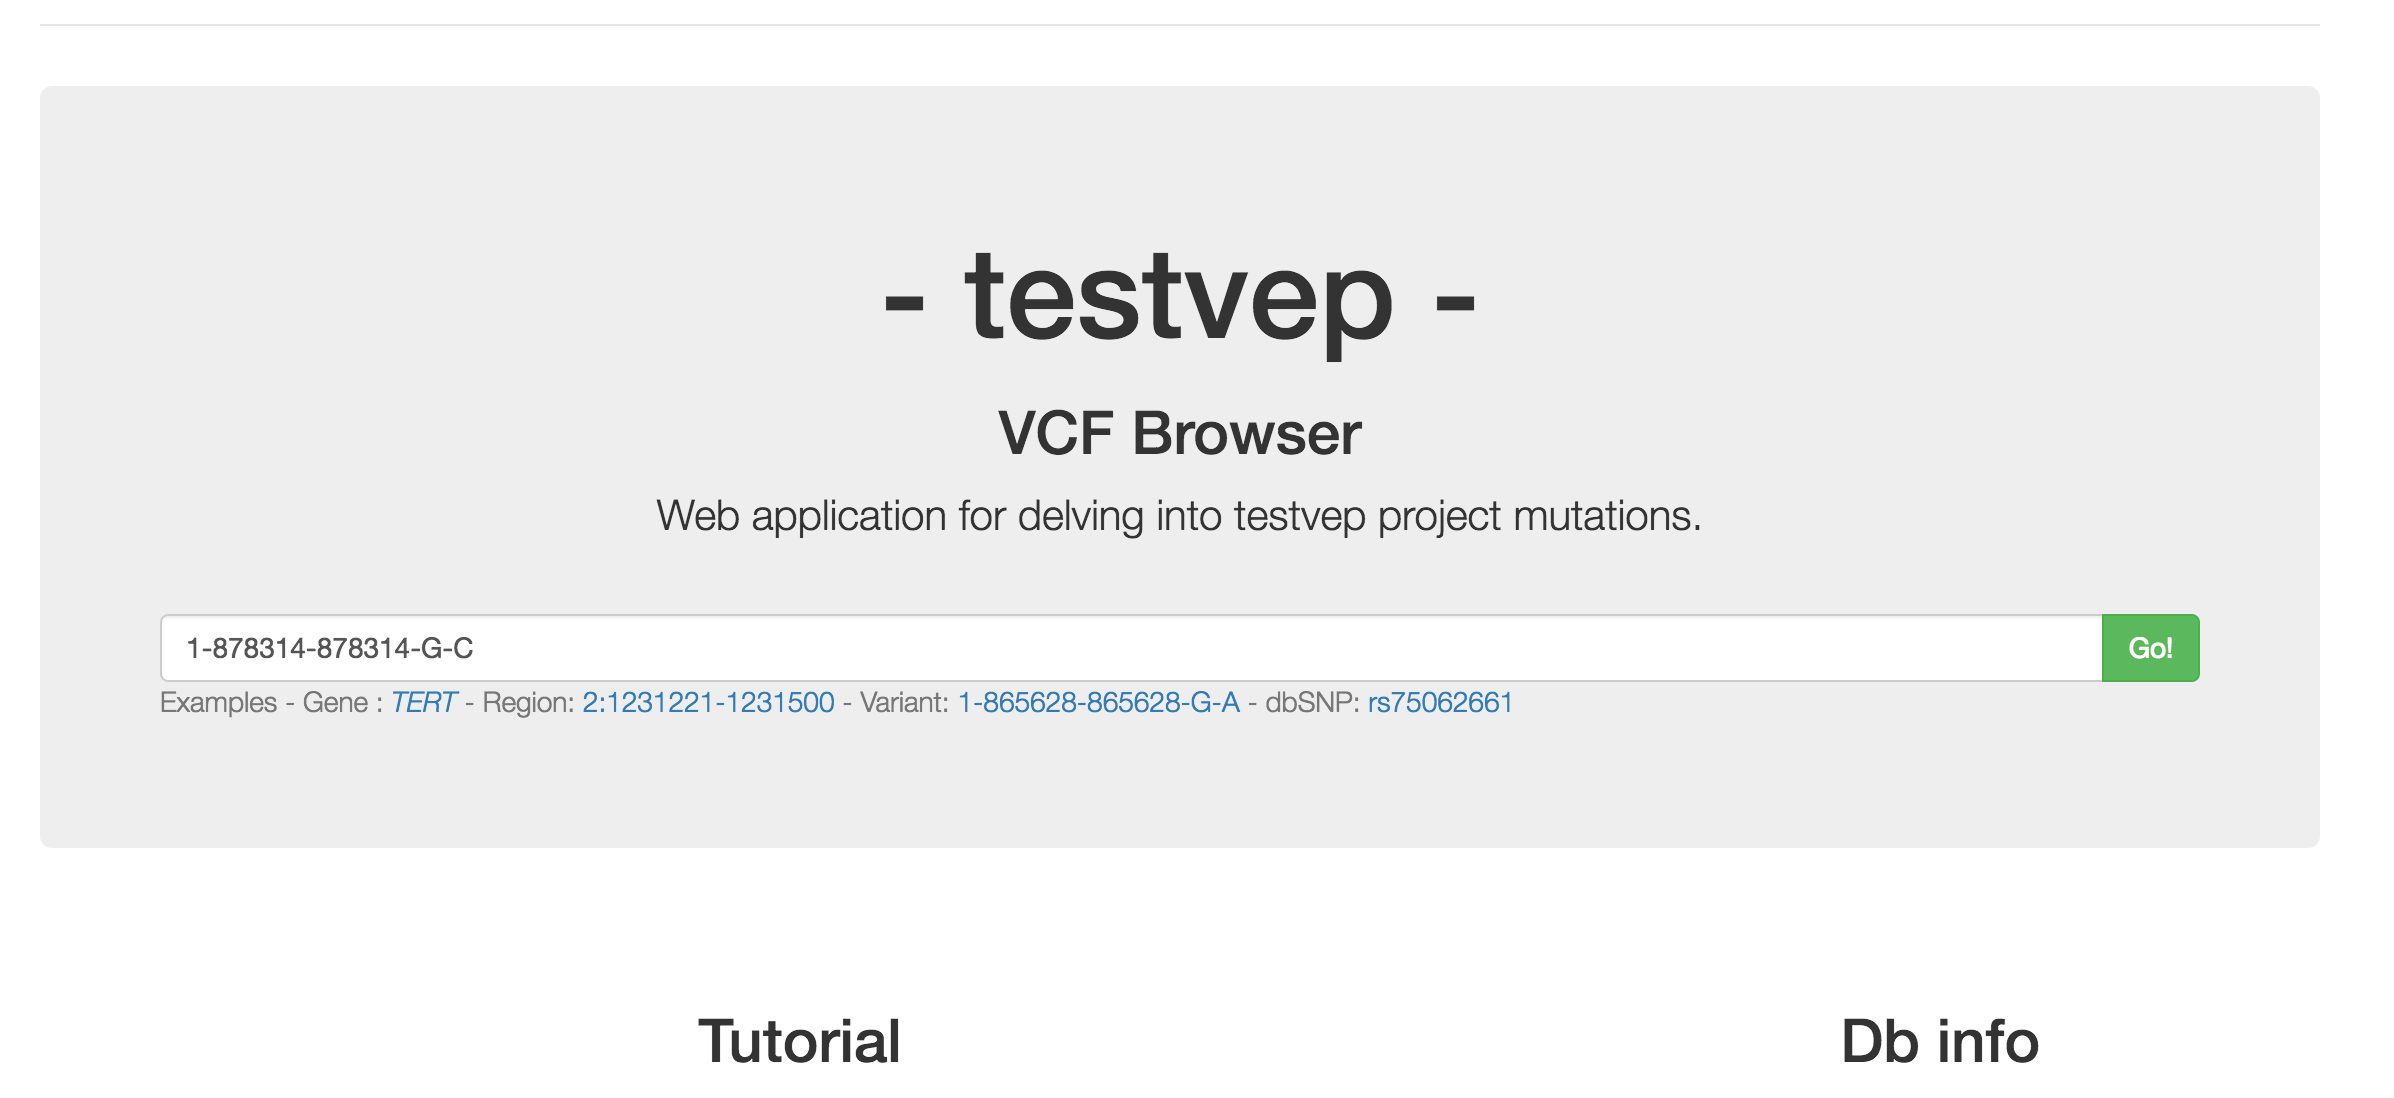 - testvep -
VCF Browser
Web application for delving into testvep project mutations.
1-878314-878314-G-C
Go!
Examples - Gene : TERT - Region: 2:1231221-1231500 - Variant: 1-865628-865628-G-A - dbSNP: rs75062661
Tutorial
Db info